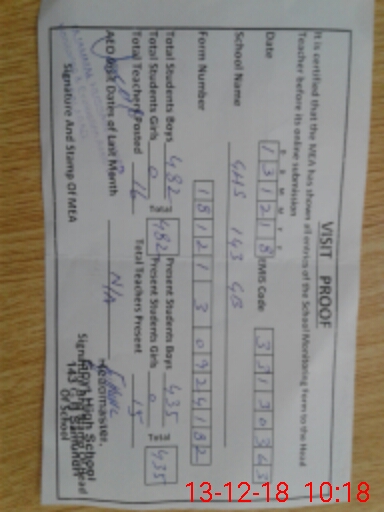 VISIT PROOF
It is certified that the MEA has shown all entries of the School Monitoring Form to the Head
Teacher before its online submission
D D M M Y Y
Date 1 3 1 2 1 8 EMIS Code 3 3 1 3 0 3 4 5
School Name GHS 143 GB
Form Number 1 8 1 2 1 3 0 9 2 4 1 8 2
Total Students Boys 482 Total 482 Present Students Boys 435 Total 435
Total Students Girls 0 Present Students Girls 0
Total Teachers Posted 16 Total Teachers Present 15
AEO Visit Dates of Last Month N/A
Signature And Stamp Of MEA
Headmaster,
Govt High School
Of School
13-12-18 10:18